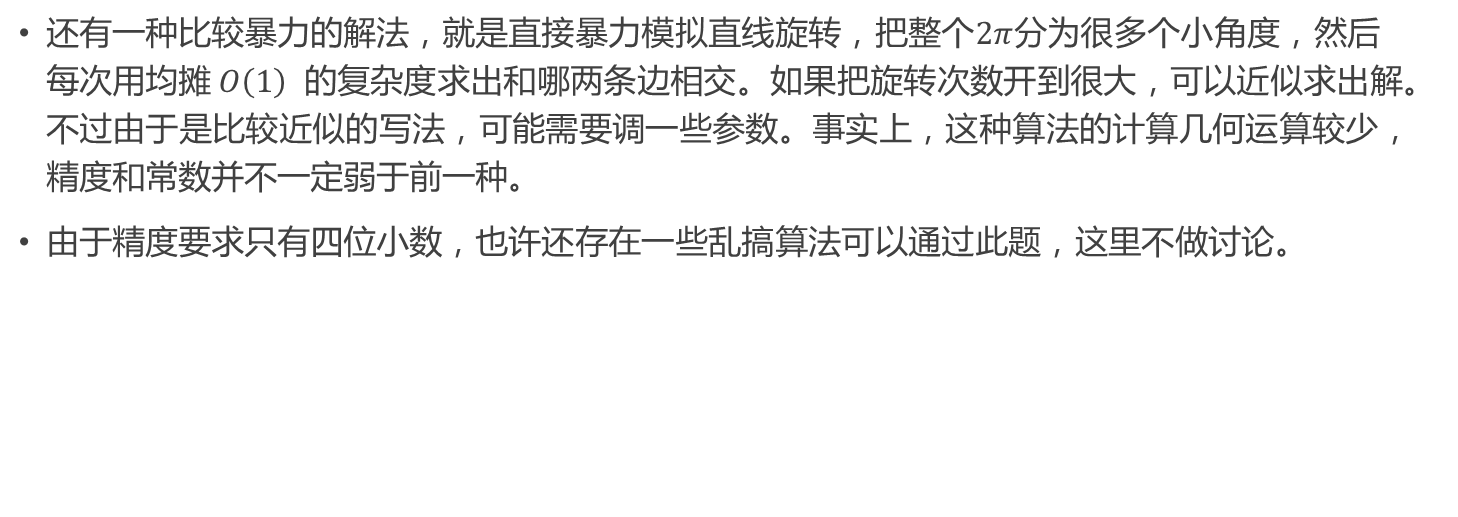 • 还有一种比较暴力的解法，就是直接暴力模拟直线旋转，把整个2π分为很多个小角度，然后
每次用均摊 O(1) 的复杂度求出和哪两条边相交。如果把旋转次数开到很大，可以近似求出解。
不过由于是比较近似的写法，可能需要调一些参数。事实上，这种算法的计算几何运算较少，
精度和常数并不一定弱于前一种。
• 由于精度要求只有四位小数，也许还存在一些乱搞算法可以通过此题，这里不做讨论。